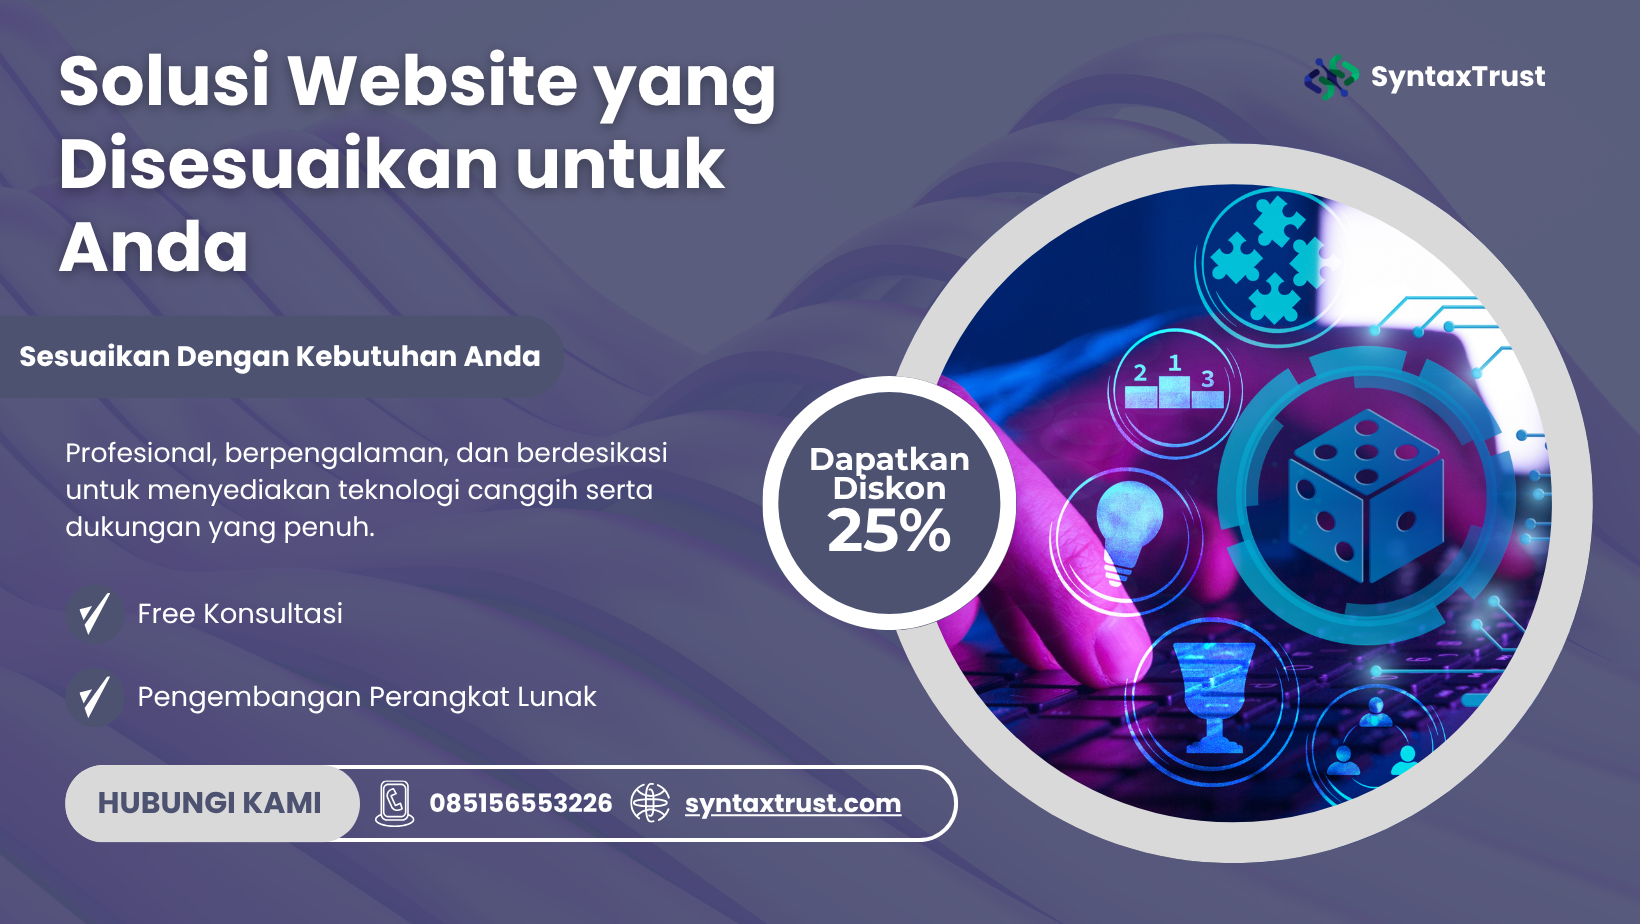 Solusi Website yang
Disesuaikan untuk
Anda
SyntaxTrust
Sesuaikan Dengan Kebutuhan Anda
Profesional, berpengalaman, dan berdesikasi
untuk menyediakan teknologi canggih serta
dukungan yang penuh.
Free Konsultasi
Pengembangan Perangkat Lunak
Dapatkan
Diskon
25%
2 1 3
HUBUNGI KAMI 085156553226 syntaxtrust.com